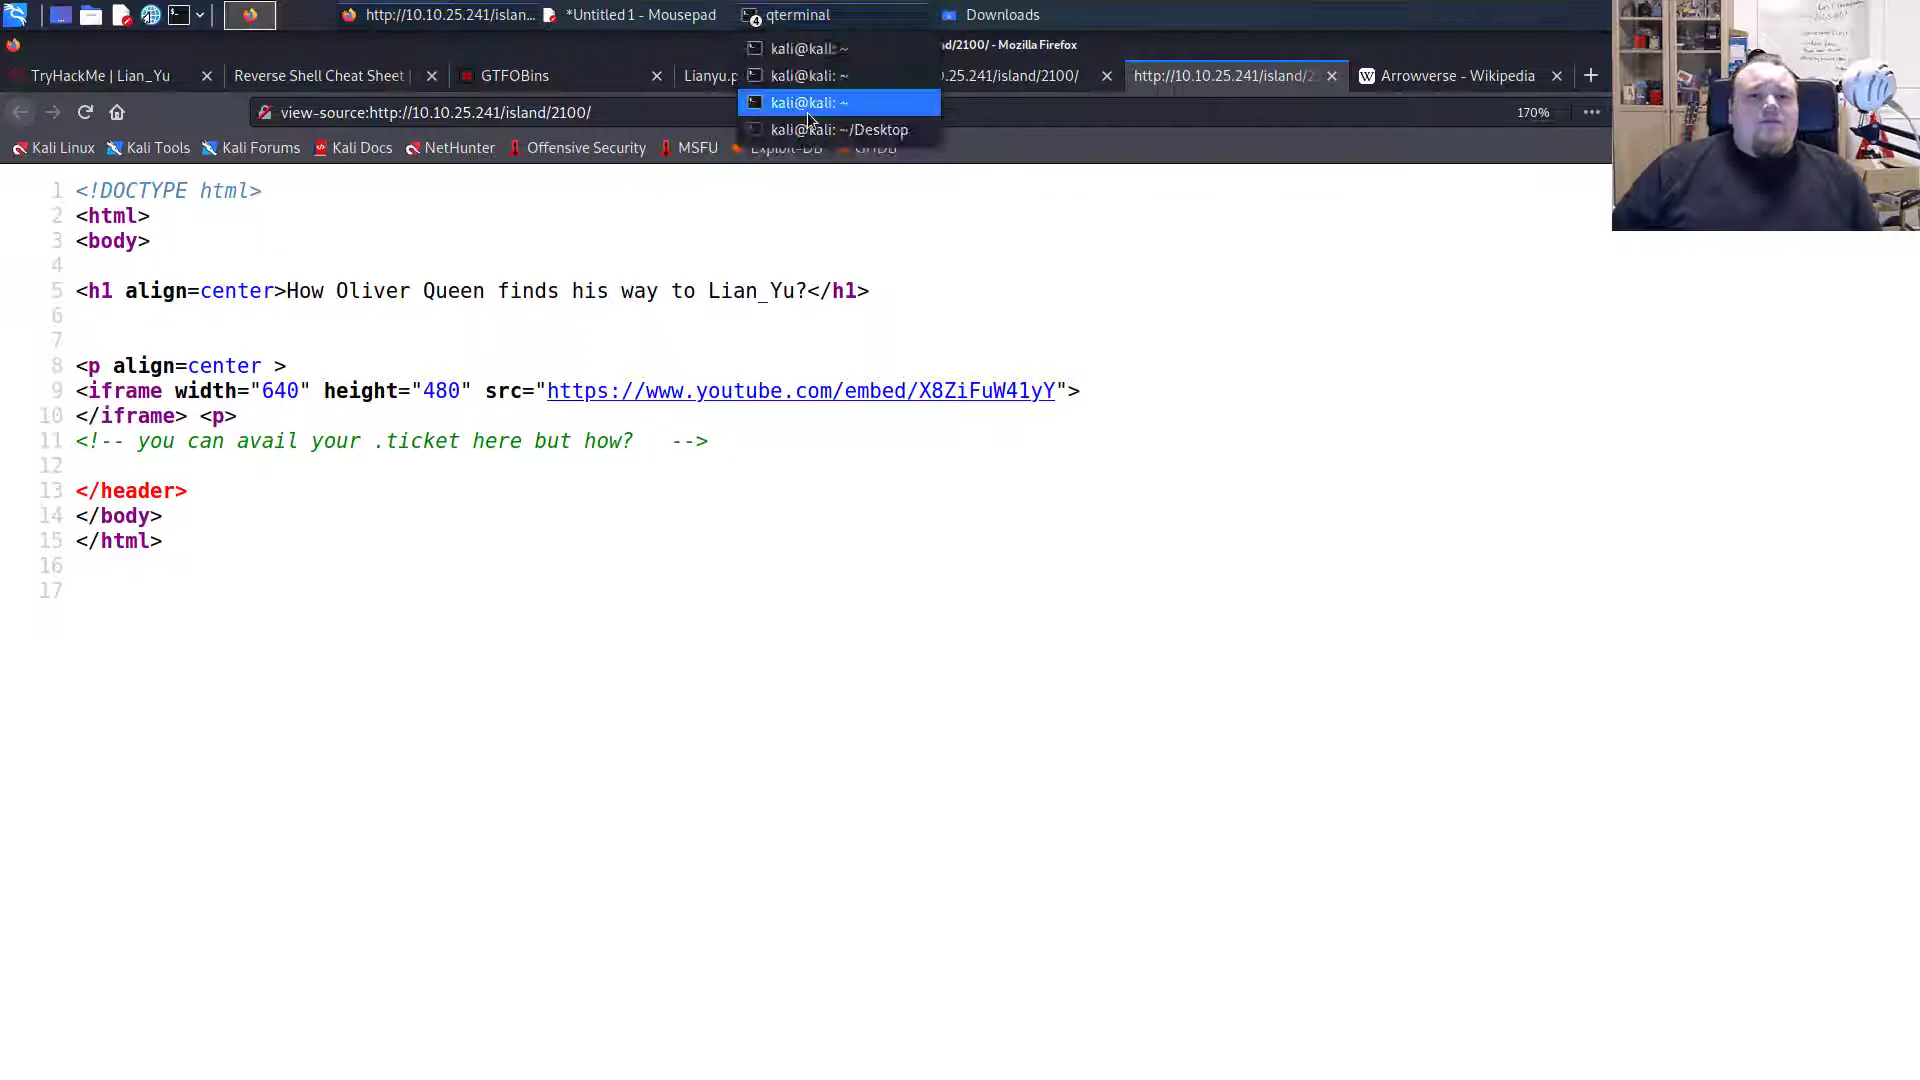 http://10.10.25.241/islan...
*Untitled 1 - Mousepad
4
qterminal
Downloads
kali@kali: ~
d/2100/ - Mozilla Firefox
TryHackMe | Lian_Yu
Reverse Shell Cheat Sheet |
GTFOBins
Lianyu.p
kali@kali: ~
0.25.241/island/2100/
http://10.10.25.241/island/2
Arrowverse - Wikipedia
view-source:http://10.10.25.241/island/2100/
kali@kali: ~
170%
kali@kali: ~/Desktop
Kali Linux
Kali Tools
Kali Forums
Kali Docs
NetHunter
Offensive Security
MSFU
Exploit-DB
GHDB
1 <!DOCTYPE html>
2 <html>
3 <body>
4
5 <h1 align=center>How Oliver Queen finds his way to Lian_Yu?</h1>
6
7
8 <p align=center >
9 <iframe width="640" height="480" src="https://www.youtube.com/embed/X8ZiFuW41yY">
10 </iframe> <p>
11 <!-- you can avail your .ticket here but how?   -->
12
13 </header>
14 </body>
15 </html>
16
17